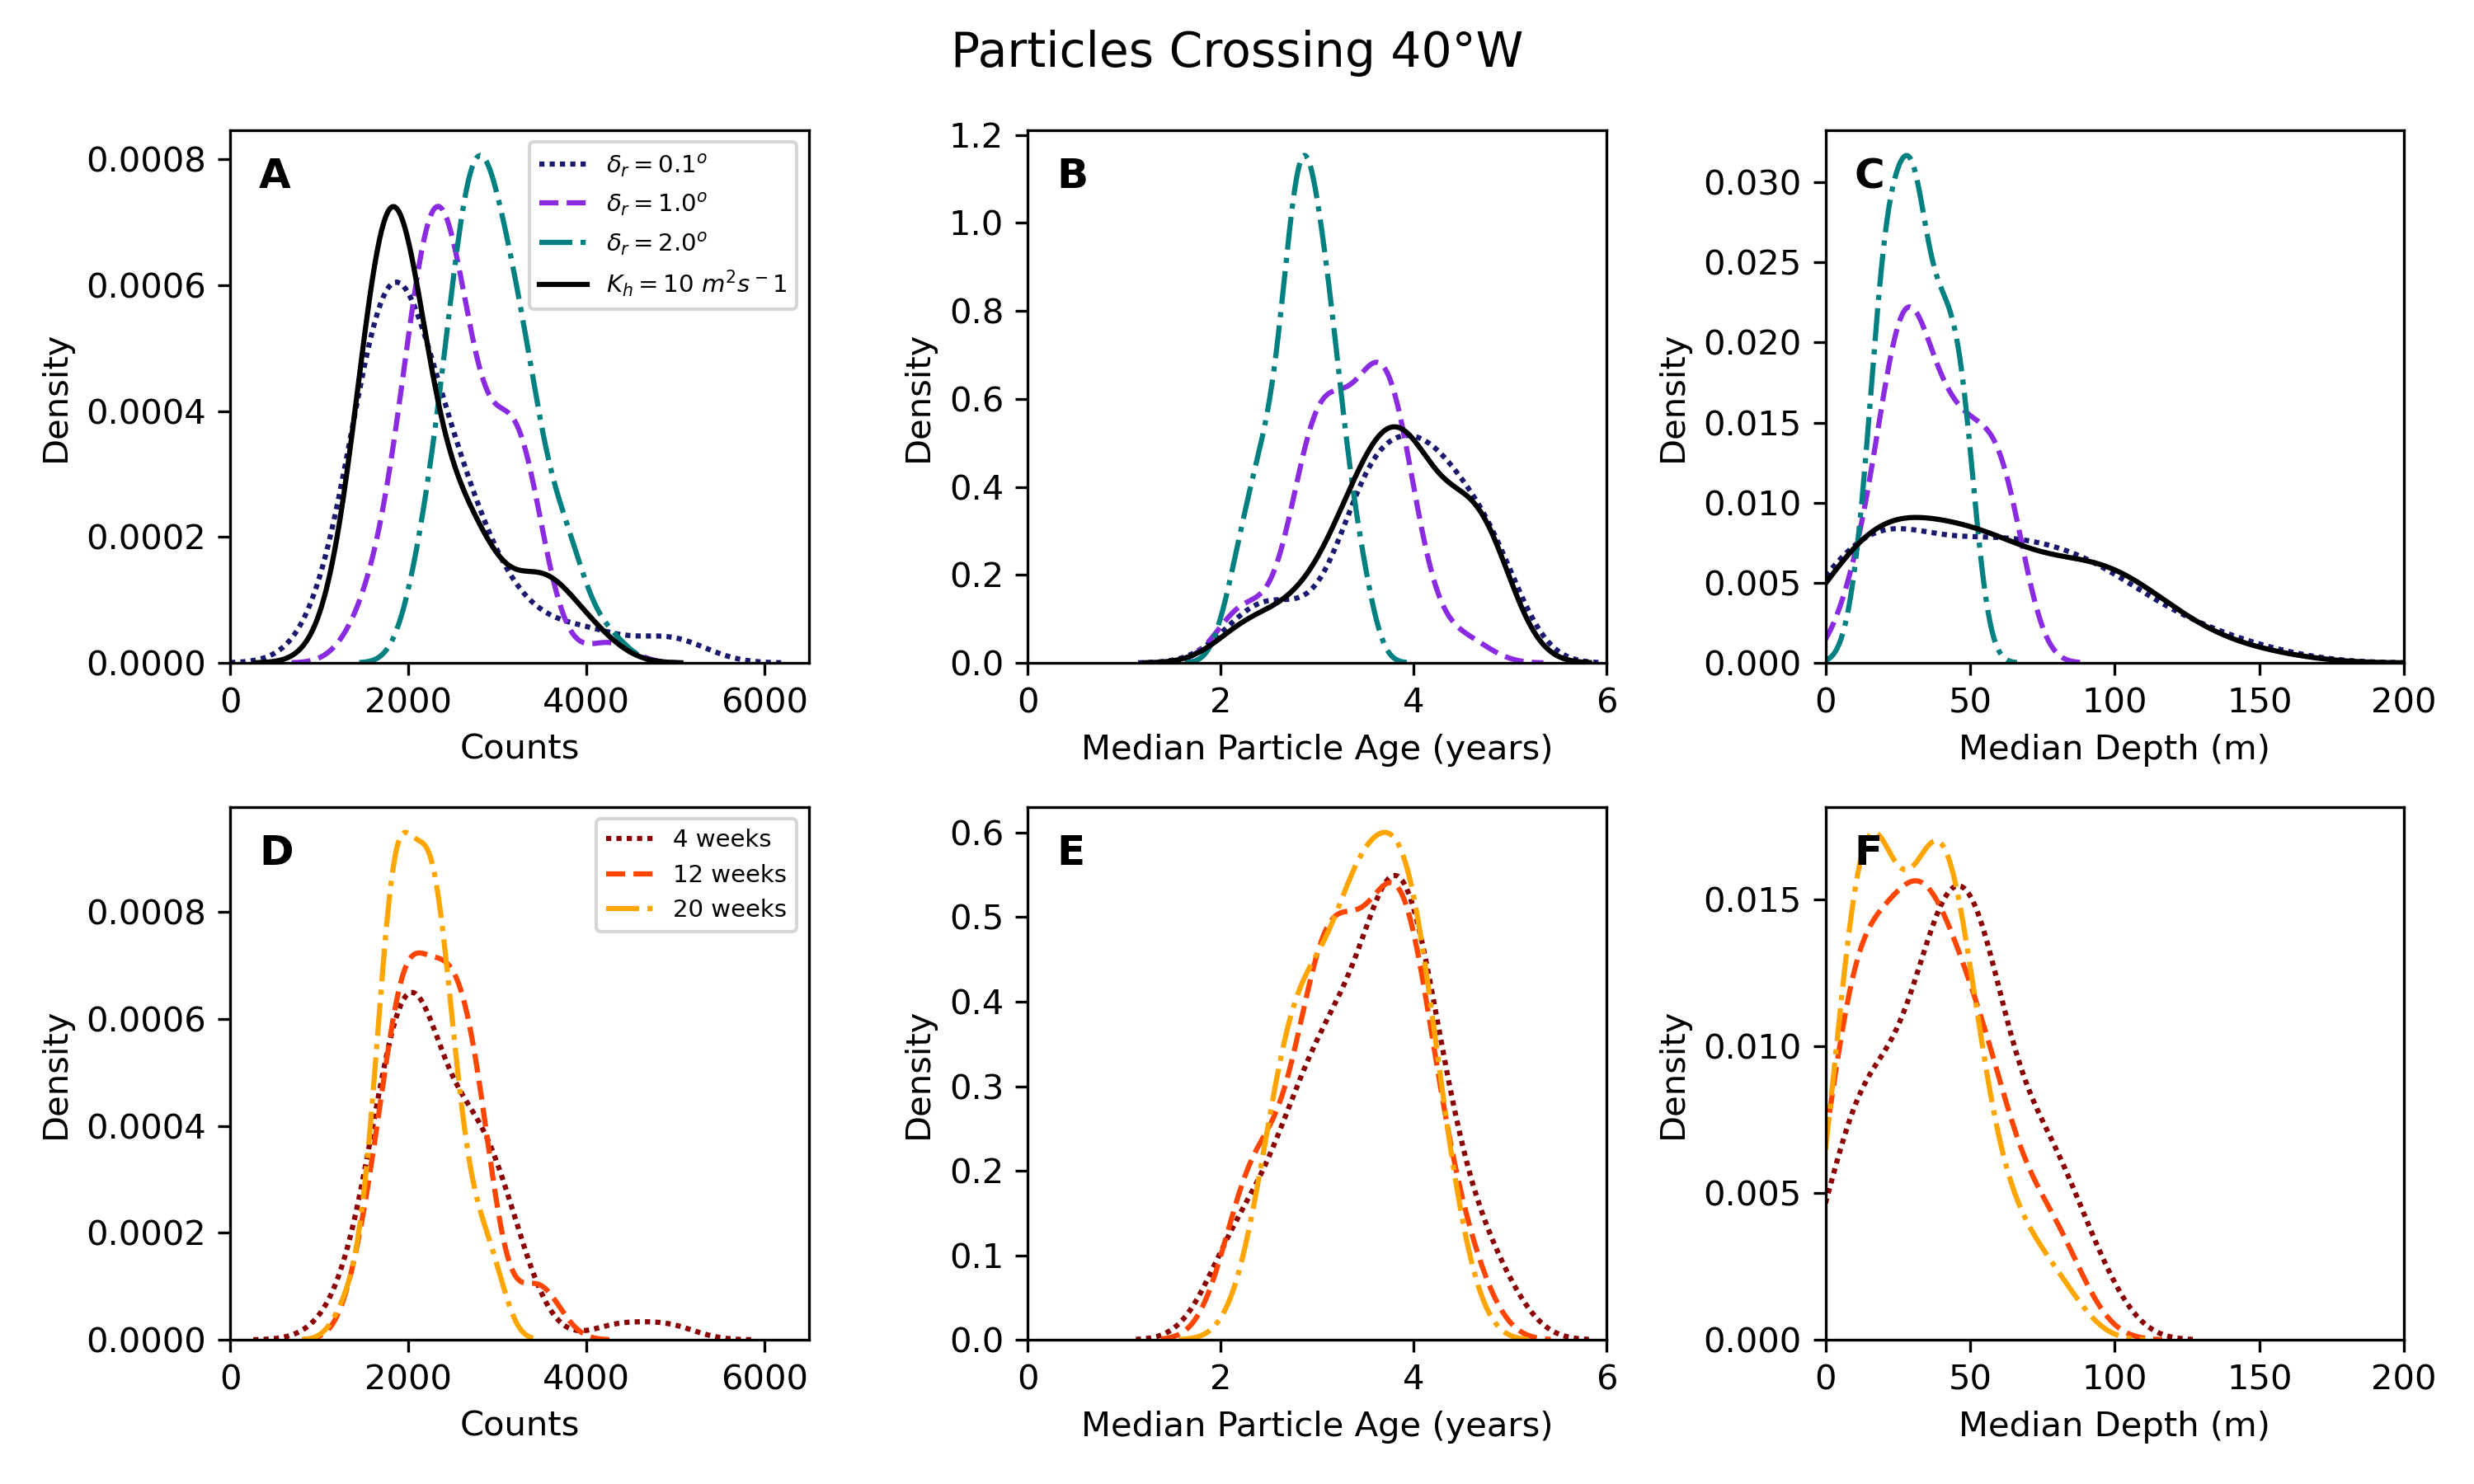 Particles Crossing 40°W
A
δr = 0.1°
δr = 1.0°
δr = 2.0°
Kh = 10 m²s⁻1
Density
0.0008
0.0006
0.0004
0.0002
0.0000
0 2000 4000 6000
Counts
B
Density
1.2
1.0
0.8
0.6
0.4
0.2
0.0
0 2 4 6
Median Particle Age (years)
C
Density
0.030
0.025
0.020
0.015
0.010
0.005
0.000
0 50 100 150 200
Median Depth (m)
D
4 weeks
12 weeks
20 weeks
Density
0.0008
0.0006
0.0004
0.0002
0.0000
0 2000 4000 6000
Counts
E
Density
0.6
0.5
0.4
0.3
0.2
0.1
0.0
0 2 4 6
Median Particle Age (years)
F
Density
0.015
0.010
0.005
0.000
0 50 100 150 200
Median Depth (m)